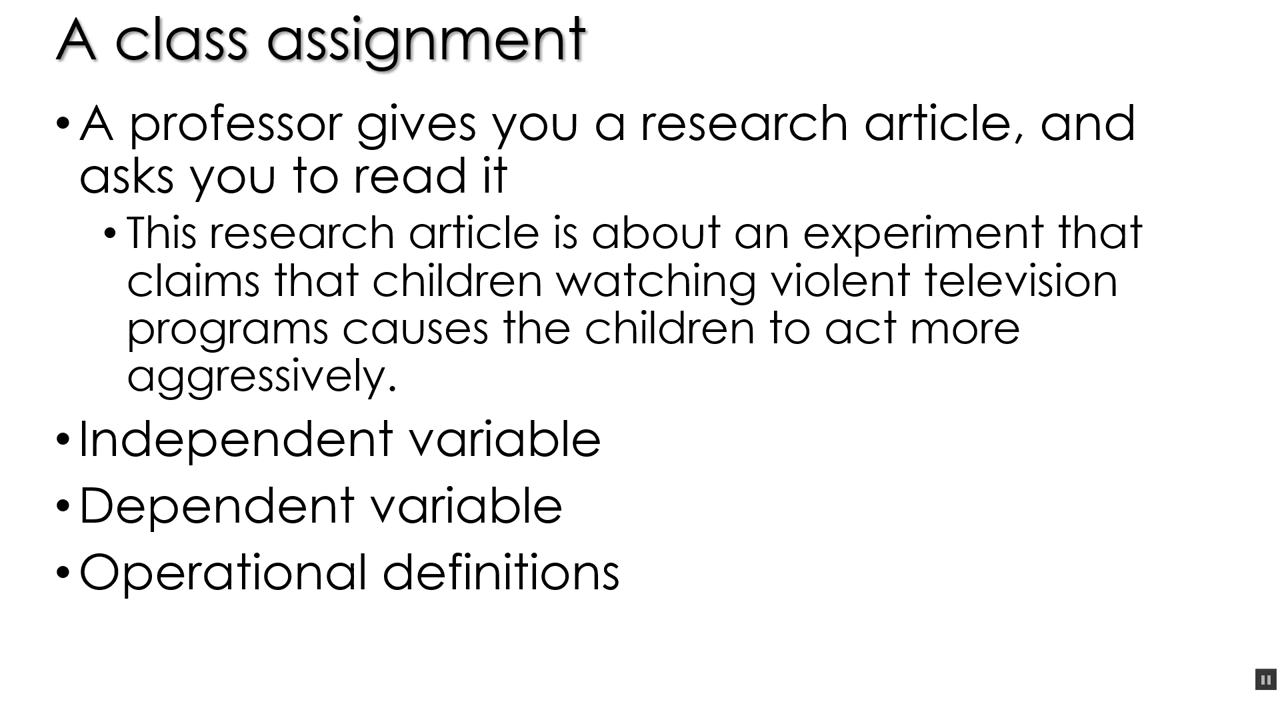 A class assignment
• A professor gives you a research article, and
asks you to read it
• This research article is about an experiment that
claims that children watching violent television
programs causes the children to act more
aggressively.
• Independent variable
• Dependent variable
• Operational definitions